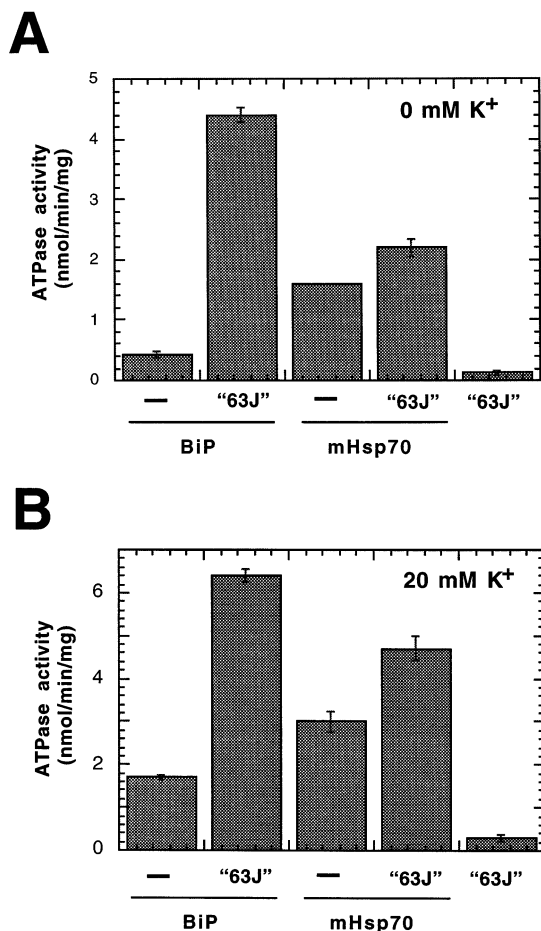 A
5
4
3
2
1
0
ATPase activity
(nmol/min/mg)
0 mM K+
— “63J” — “63J” “63J”
BiP mHsp70
B
6
4
2
0
ATPase activity
(nmol/min/mg)
20 mM K+
— “63J” — “63J” “63J”
BiP mHsp70